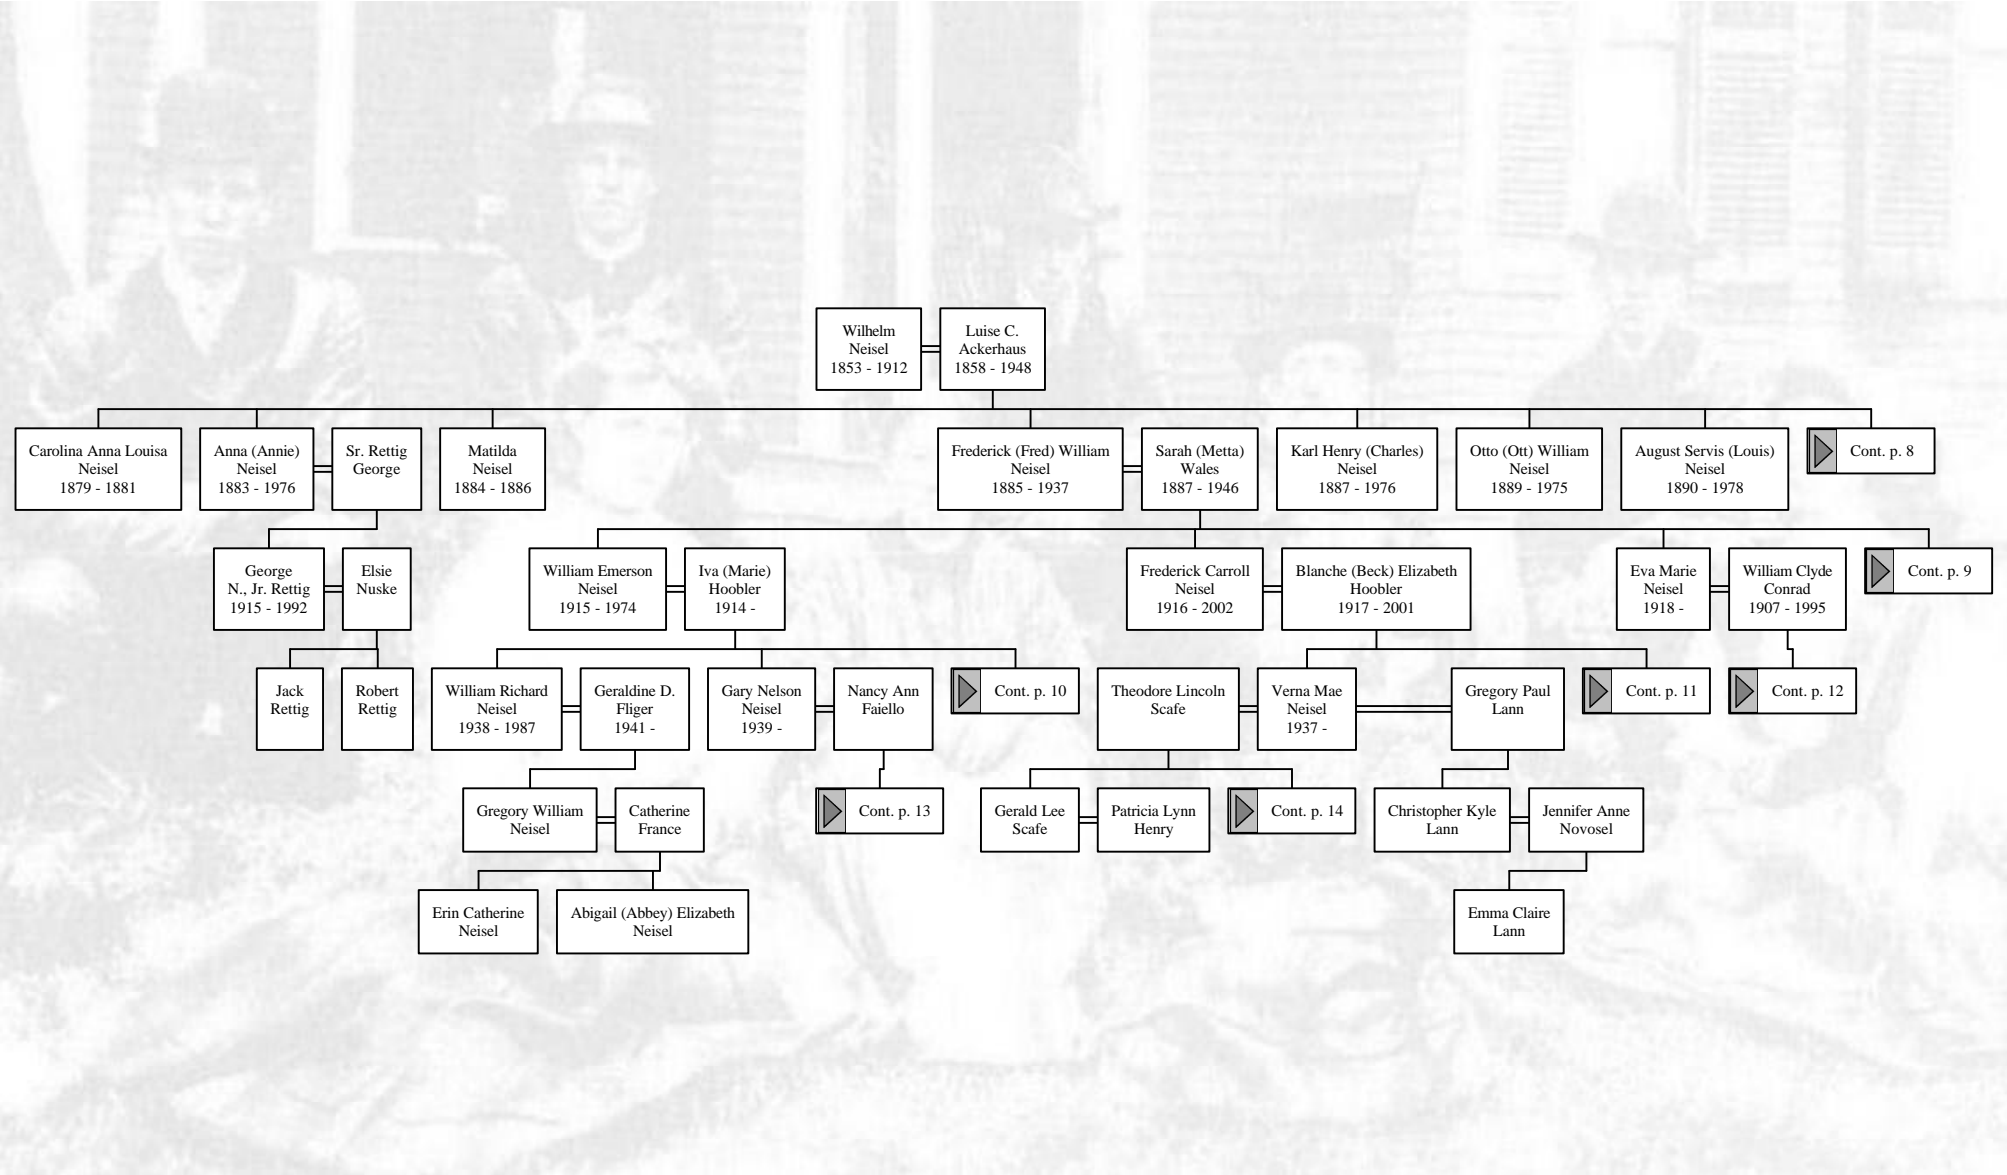 Wilhelm
Neisel
1853 - 1912
Luise C.
Ackerhaus
1858 - 1948
Carolina Anna Louisa
Neisel
1879 - 1881
Anna (Annie)
Neisel
1883 - 1976
Sr. Rettig
George
Matilda
Neisel
1884 - 1886
Frederick (Fred) William
Neisel
1885 - 1937
Sarah (Metta)
Wales
1887 - 1946
Karl Henry (Charles)
Neisel
1887 - 1976
Otto (Ott) William
Neisel
1889 - 1975
August Servis (Louis)
Neisel
1890 - 1978
Cont. p. 8
George
N., Jr. Rettig
1915 - 1992
Elsie
Nuske
William Emerson
Neisel
1915 - 1974
Iva (Marie)
Hoobler
1914 -
Frederick Carroll
Neisel
1916 - 2002
Blanche (Beck) Elizabeth
Hoobler
1917 - 2001
Eva Marie
Neisel
1918 -
William Clyde
Conrad
1907 - 1995
Cont. p. 9
Jack
Rettig
Robert
Rettig
William Richard
Neisel
1938 - 1987
Geraldine D.
Fliger
1941 -
Gary Nelson
Neisel
1939 -
Nancy Ann
Faiello
Cont. p. 10
Theodore Lincoln
Scafe
Verna Mae
Neisel
1937 -
Gregory Paul
Lann
Cont. p. 11
Cont. p. 12
Gregory William
Neisel
Catherine
France
Cont. p. 13
Gerald Lee
Scafe
Patricia Lynn
Henry
Cont. p. 14
Christopher Kyle
Lann
Jennifer Anne
Novosel
Erin Catherine
Neisel
Abigail (Abbey) Elizabeth
Neisel
Emma Claire
Lann